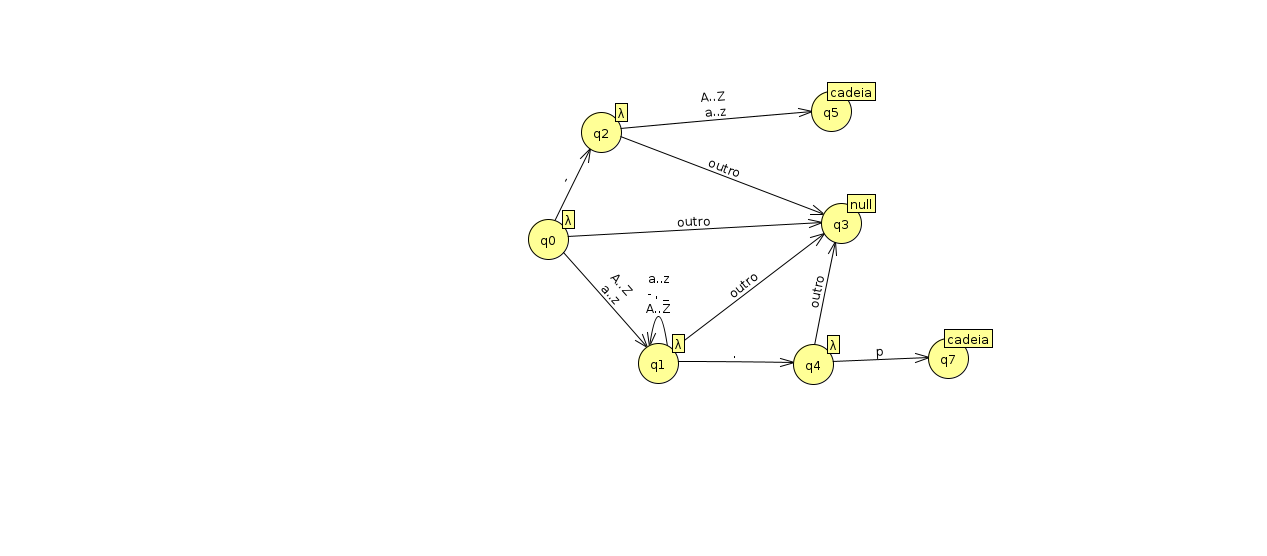 cadeia
A..Z
a..z
q5
λ
q2
outro
-
null
q3
λ
q0
outro
A..Z
a..z
a..z
- , _
A..Z
outro
outro
λ
q1
.
λ
q4
p
cadeia
q7